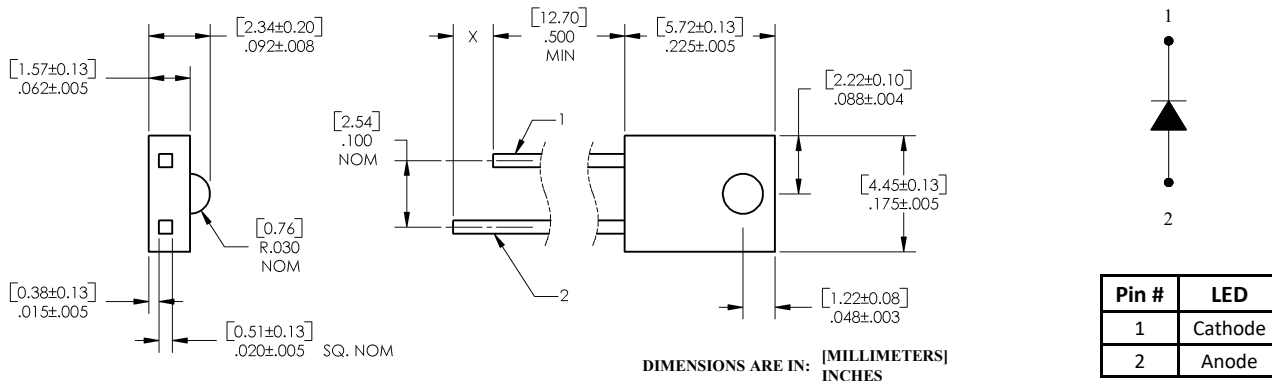 [2.34±0.20]
.092±.008
[1.57±0.13]
.062±.005
R.030
[0.76]
NOM
[0.38±0.13]
.015±.005
[0.51±0.13]
.020±.005 SQ. NOM
X
[12.70]
.500
MIN
[5.72±0.13]
.225±.005
[2.22±0.10]
.088±.004
[2.54]
.100
NOM
1
2
[4.45±0.13]
.175±.005
[1.22±0.08]
.048±.003
DIMENSIONS ARE IN: [MILLIMETERS]
INCHES
1
2
Pin # LED
1 Cathode
2 Anode